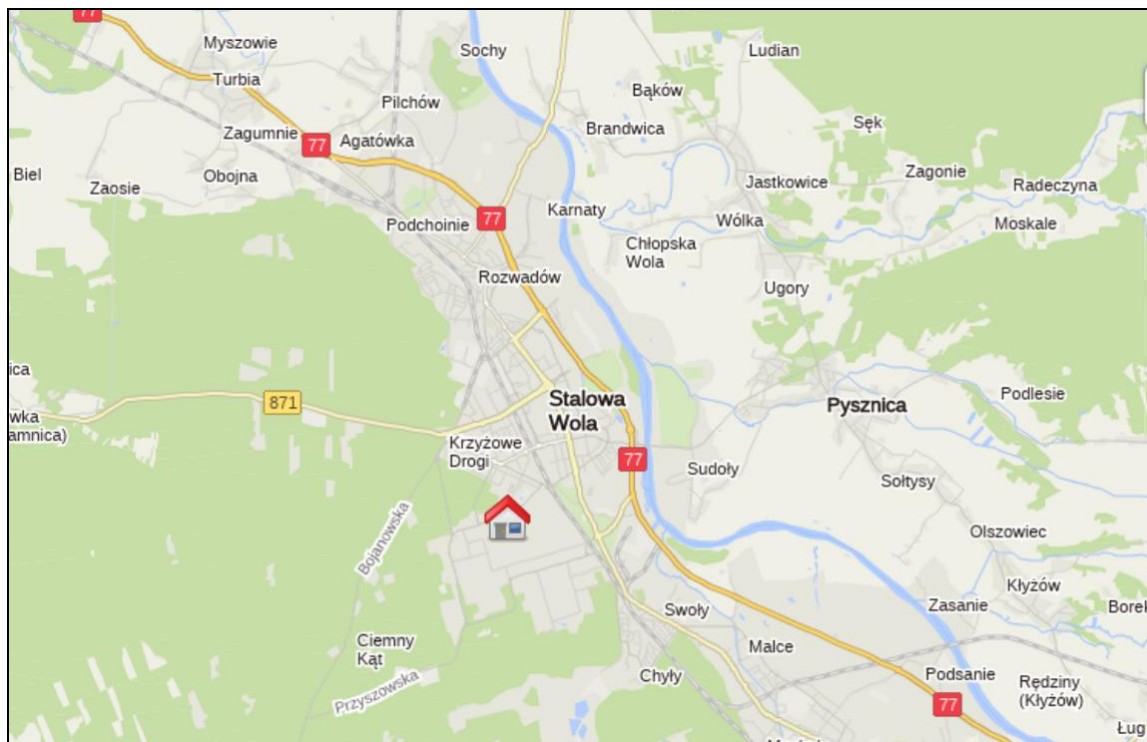 77
Myszowie
Sochy
Ludian
Turbia
Bąków
Pilchów
Zagumnie
77
Agatówka
Brandwica
Sęk
Biel
Zaosie
Obojna
Jastkowice
Zagonie
Radeczyna
Podchoinie
77
Karnaty
Wólka
Moskale
Chłopska
Wola
Rozwadów
Ugory
ica
871
Stalowa
Wola
Pysznica
Podlesie
wka
amnica)
Krzyżowe
Drogi
77
Sudoły
Sołtysy
Bojanowska
Olszowiec
Kłyżów
Swoły
Zasanie
Borek
Ciemny
Kąt
Malce
Przyszowska
Chyły
Podsanie
77
Rędziny
(Kłyżów)
Ług